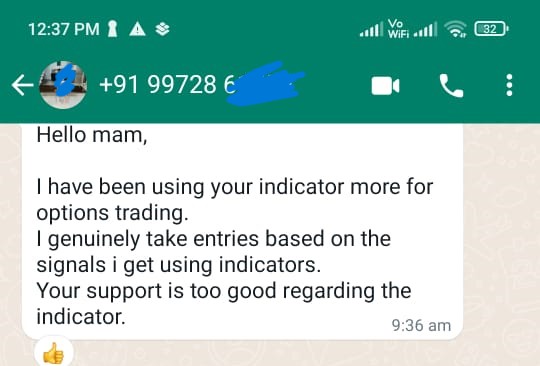 12:37 PM
Vo
WiFi
32
+91 99728 6
Hello mam,
I have been using your indicator more for
options trading.
I genuinely take entries based on the
signals i get using indicators.
Your support is too good regarding the
indicator.
9:36 am